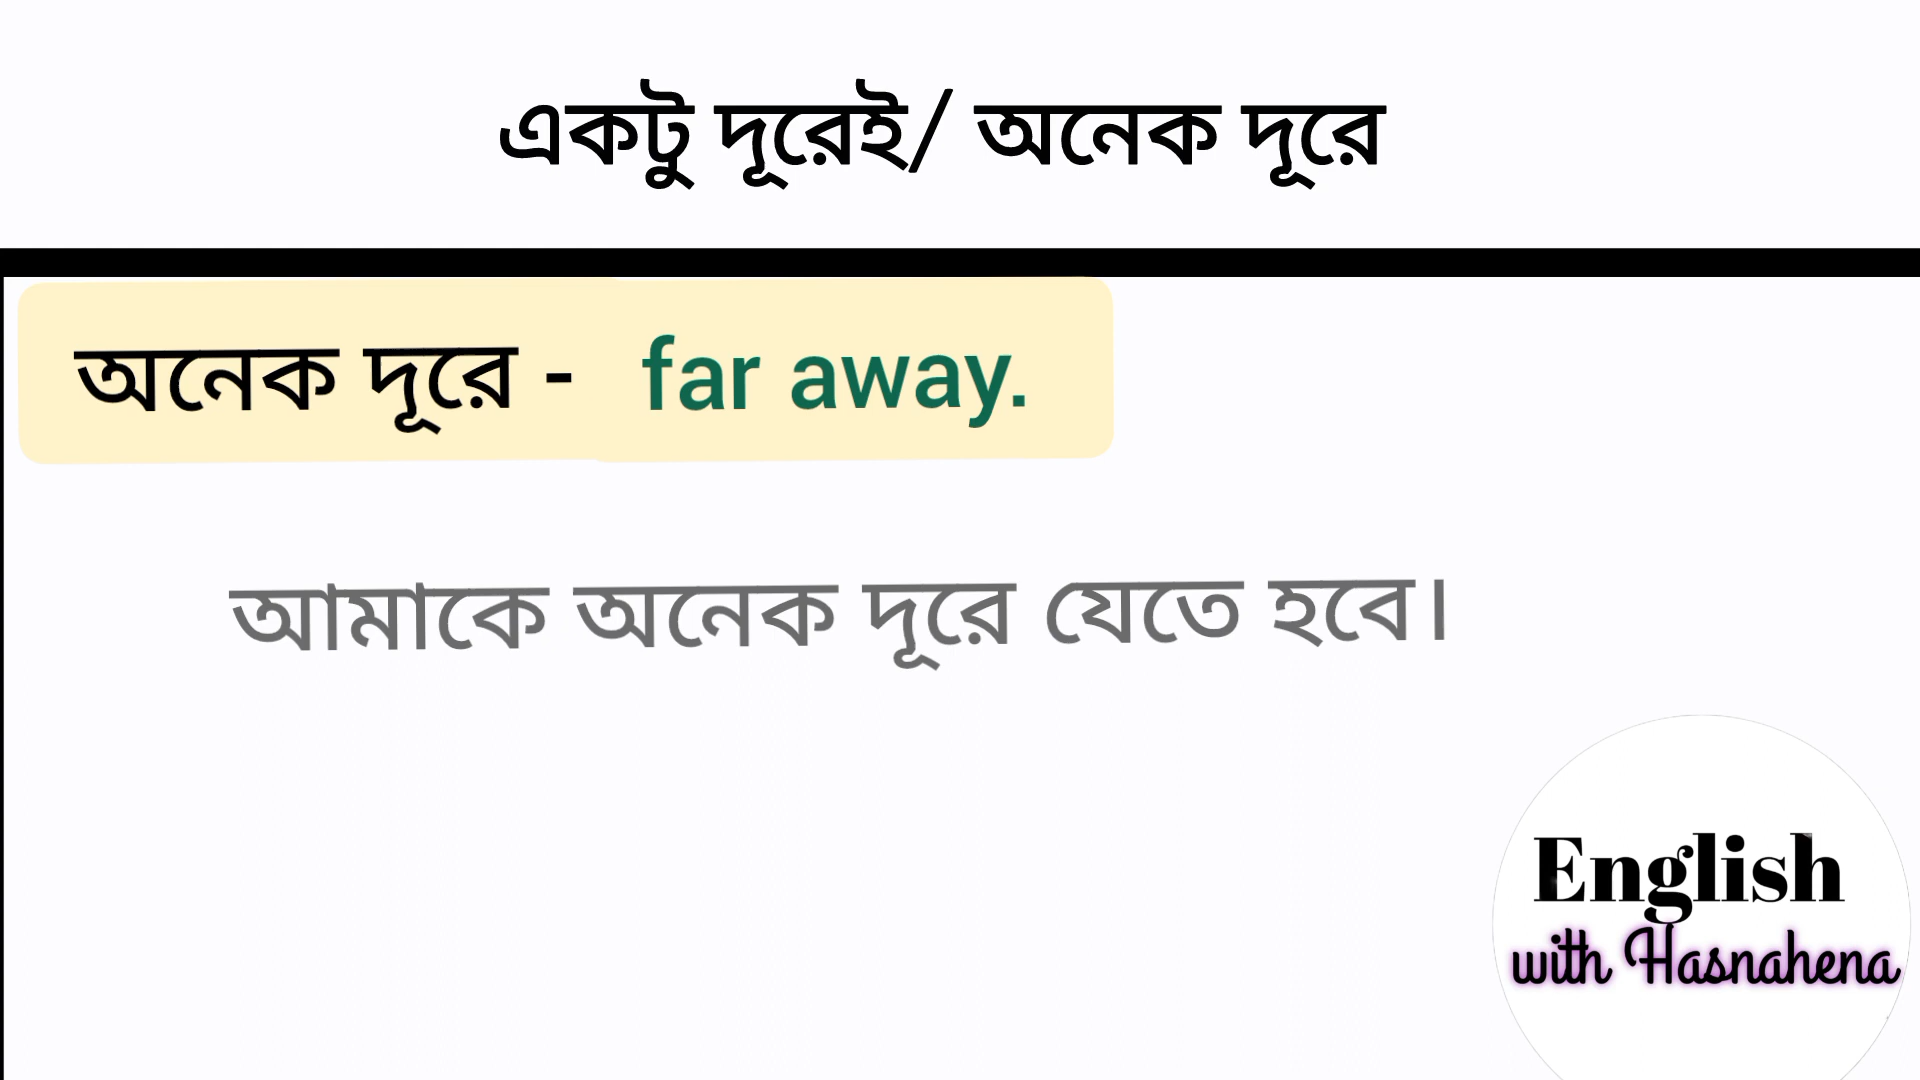 একটু দূরেই/ অনেক দূরে
অনেক দূরে - far away.
আমাকে অনেক দূরে যেতে হবে।
English
with Hasnahena